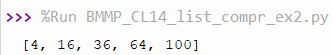 >>> %Run BMMP_CL14_list_compr_ex2.py
[4, 16, 36, 64, 100]